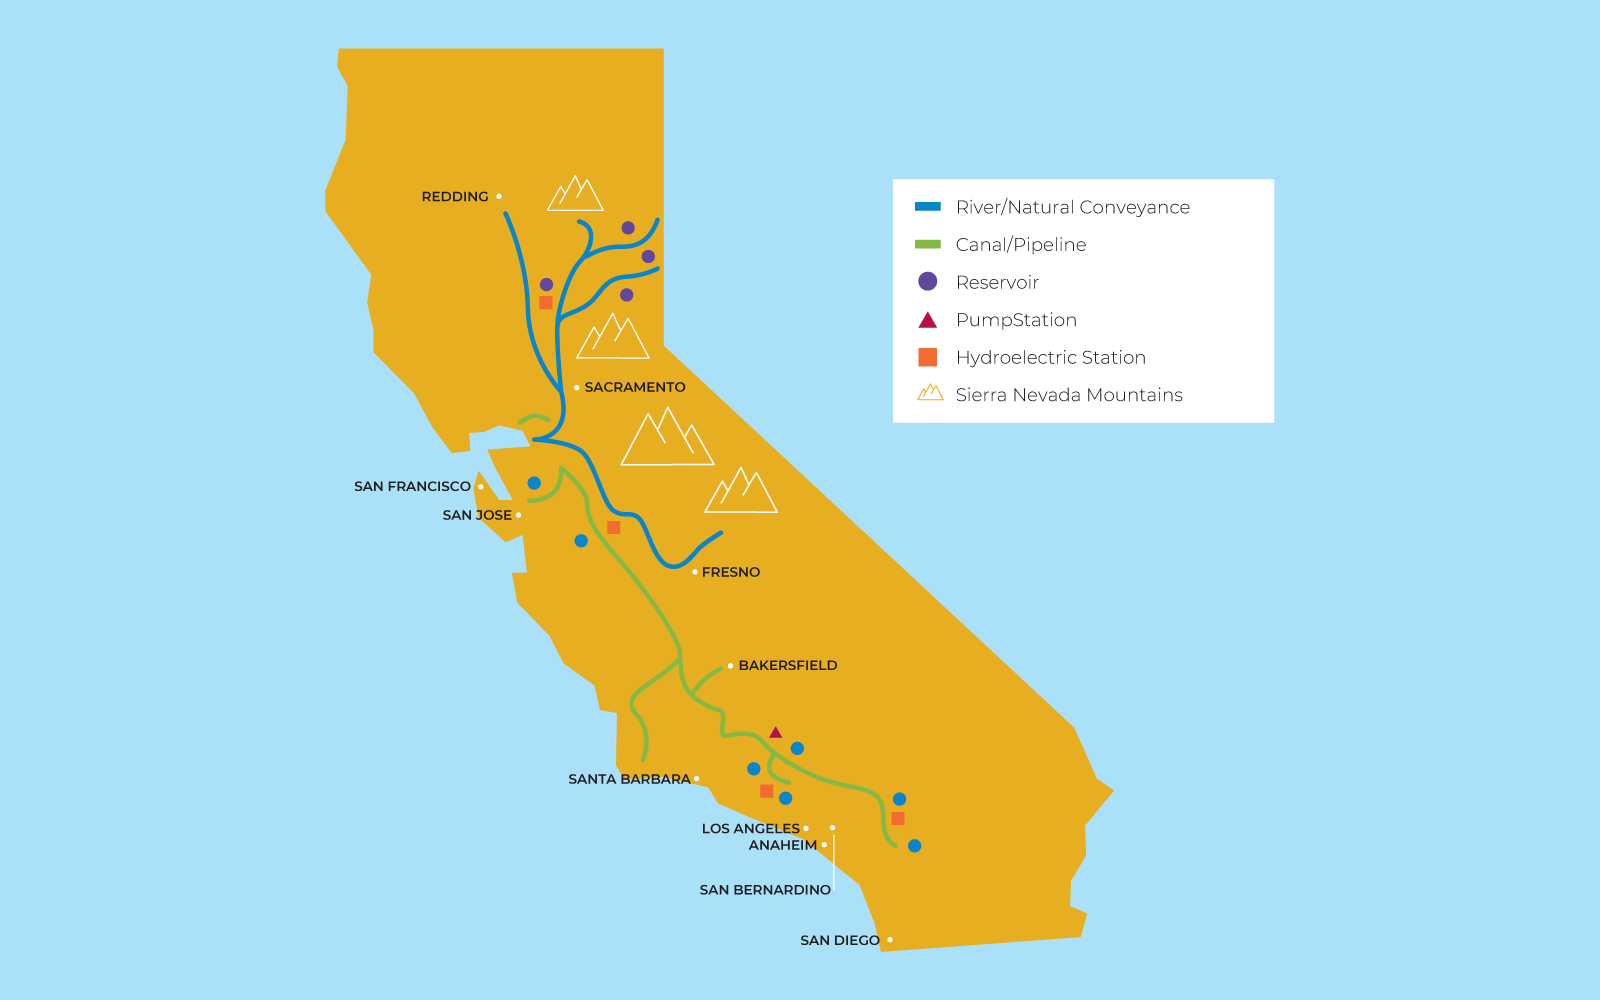 REDDING
River/Natural Conveyance
Canal/Pipeline
Reservoir
PumpStation
Hydroelectric Station
Sierra Nevada Mountains
SACRAMENTO
SAN FRANCISCO
SAN JOSE
FRESNO
BAKERSFIELD
SANTA BARBARA
LOS ANGELES
ANAHEIM
SAN BERNARDINO
SAN DIEGO